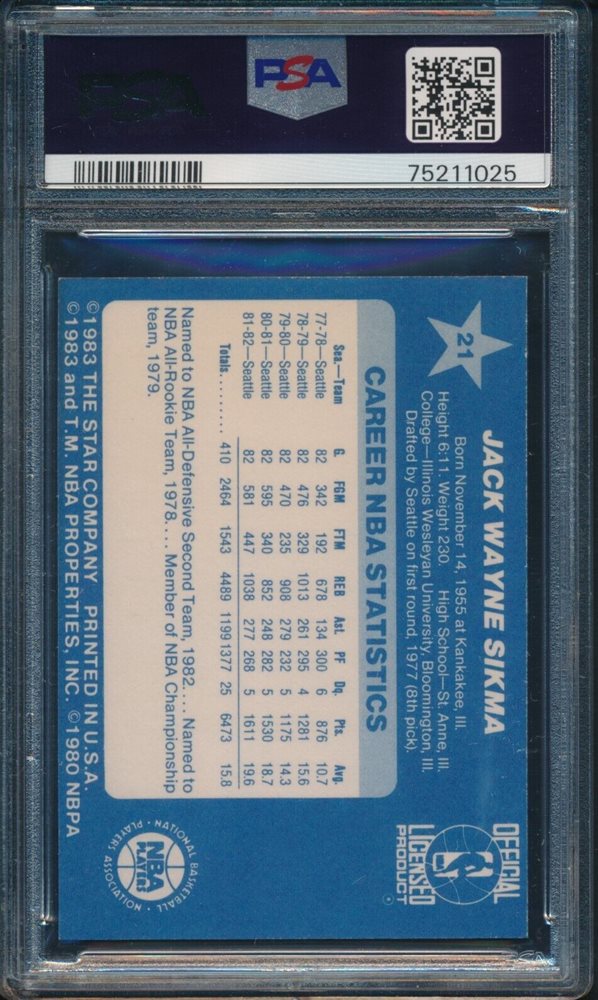 PSA
75211025
21
JACK WAYNE SIKMA
Born November 14, 1955 at Kankakee, Ill.
Height 6:11. Weight 230. High School—St. Anne, Ill.
College—Illinois Wesleyan University, Bloomington, Ill.
Drafted by Seattle on first round, 1977 (8th pick).
OFFICIAL
LICENSED
PRODUCT
CAREER NBA STATISTICS
Sea.—Team G. FGM FTM REB Ast. PF Dq. Pts. Avg.
77-78—Seattle 82 342 192 678 134 300 6 876 10.7
78-79—Seattle 82 476 329 1013 261 295 4 1281 15.6
79-80—Seattle 82 470 235 908 279 232 5 1175 14.3
80-81—Seattle 82 595 340 852 248 282 5 1530 18.7
81-82—Seattle 82 581 447 1038 277 268 5 1611 19.6
Totals......... 410 2464 1543 4489 1199 1377 25 6473 15.8
Named to NBA All-Defensive Second Team, 1982.... Named to
NBA All-Rookie Team, 1978.... Member of NBA Championship
team, 1979.
NATIONAL BASKETBALL
NBA
PLAYERS
PLAYERS ASSOCIATION
©1983 THE STAR COMPANY PRINTED IN U.S.A.
©1983 and T.M. NBA PROPERTIES, INC. ©1980 NBPA